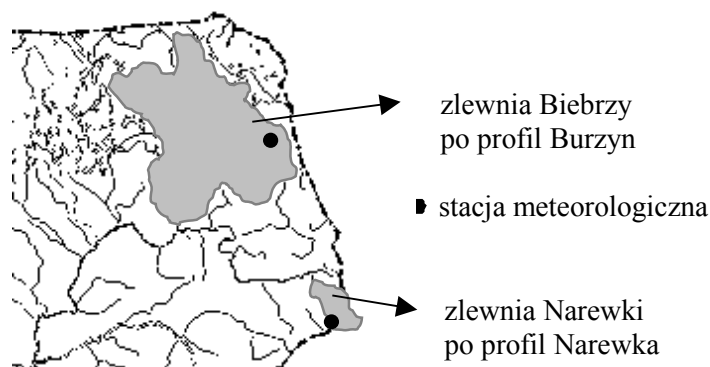 zlewnia Biebrzy
po profil Burzyn
stacja meteorologiczna
zlewnia Narewki
po profil Narewka